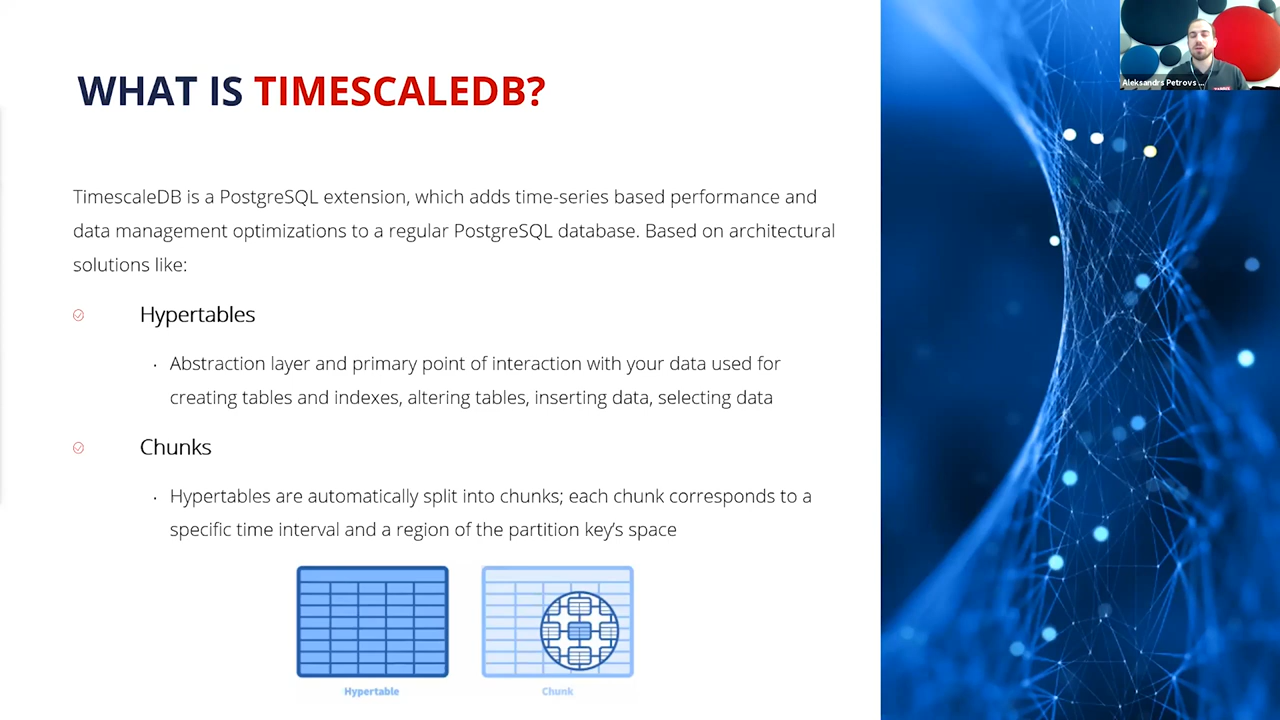 WHAT IS TIMESCALEDB?
Aleksandrs Petrovs ...
TimescaleDB is a PostgreSQL extension, which adds time-series based performance and
data management optimizations to a regular PostgreSQL database. Based on architectural
solutions like:
Hypertables
· Abstraction layer and primary point of interaction with your data used for
creating tables and indexes, altering tables, inserting data, selecting data
Chunks
· Hypertables are automatically split into chunks; each chunk corresponds to a
specific time interval and a region of the partition key’s space
Hypertable
Chunk